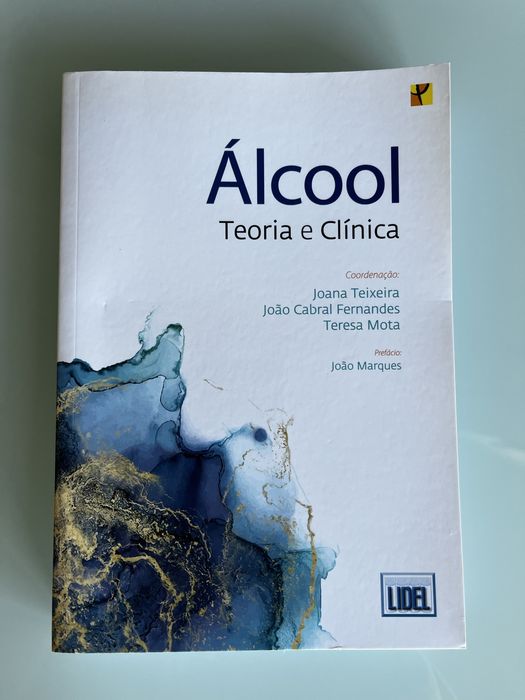 Álcool
Teoria e Clínica
Coordenação:
Joana Teixeira
João Cabral Fernandes
Teresa Mota
Prefácio:
João Marques
LIDEL